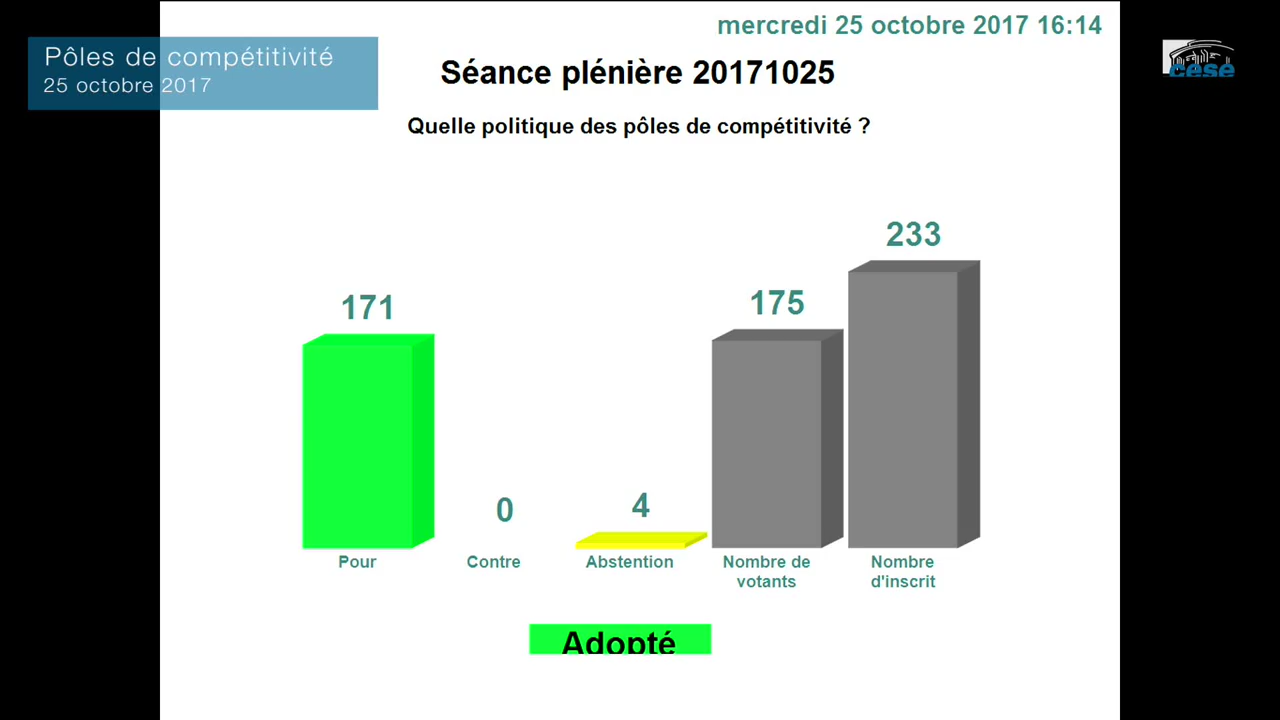 mercredi 25 octobre 2017 16:14
Pôles de compétitivité
25 octobre 2017
cese
Séance plénière 20171025
Quelle politique des pôles de compétitivité ?
171
0
4
175
233
Pour
Contre
Abstention
Nombre de
votants
Nombre
d'inscrit
Adopté